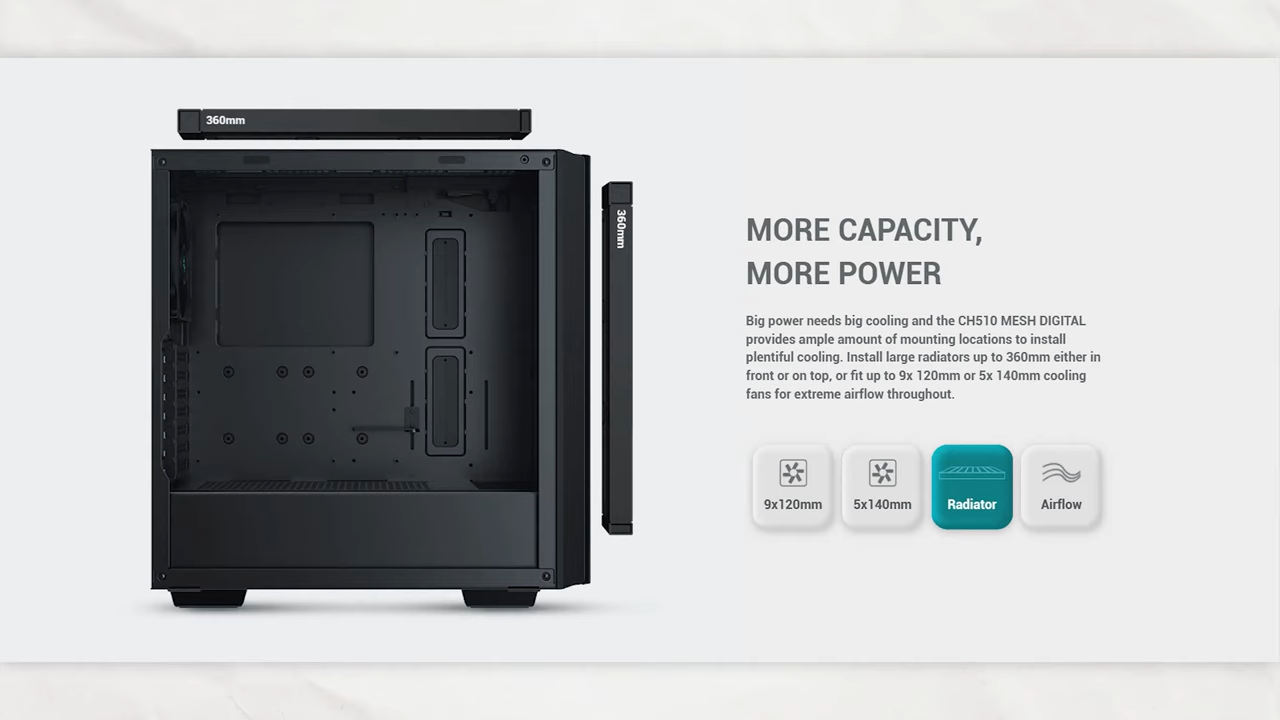 360mm
360mm
MORE CAPACITY,
MORE POWER
Big power needs big cooling and the CH510 MESH DIGITAL
provides ample amount of mounting locations to install
plentiful cooling. Install large radiators up to 360mm either in
front or on top, or fit up to 9x 120mm or 5x 140mm cooling
fans for extreme airflow throughout.
9x120mm
5x140mm
Radiator
Airflow